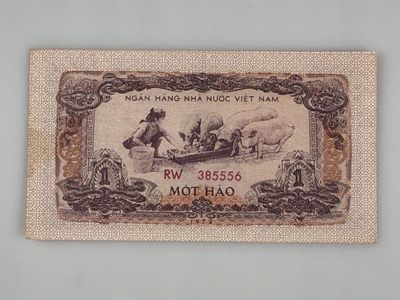 NGÂN HÀNG NHÀ NƯỚC VIỆT NAM
RW 385556
1 MỘT HÀO 1
1972